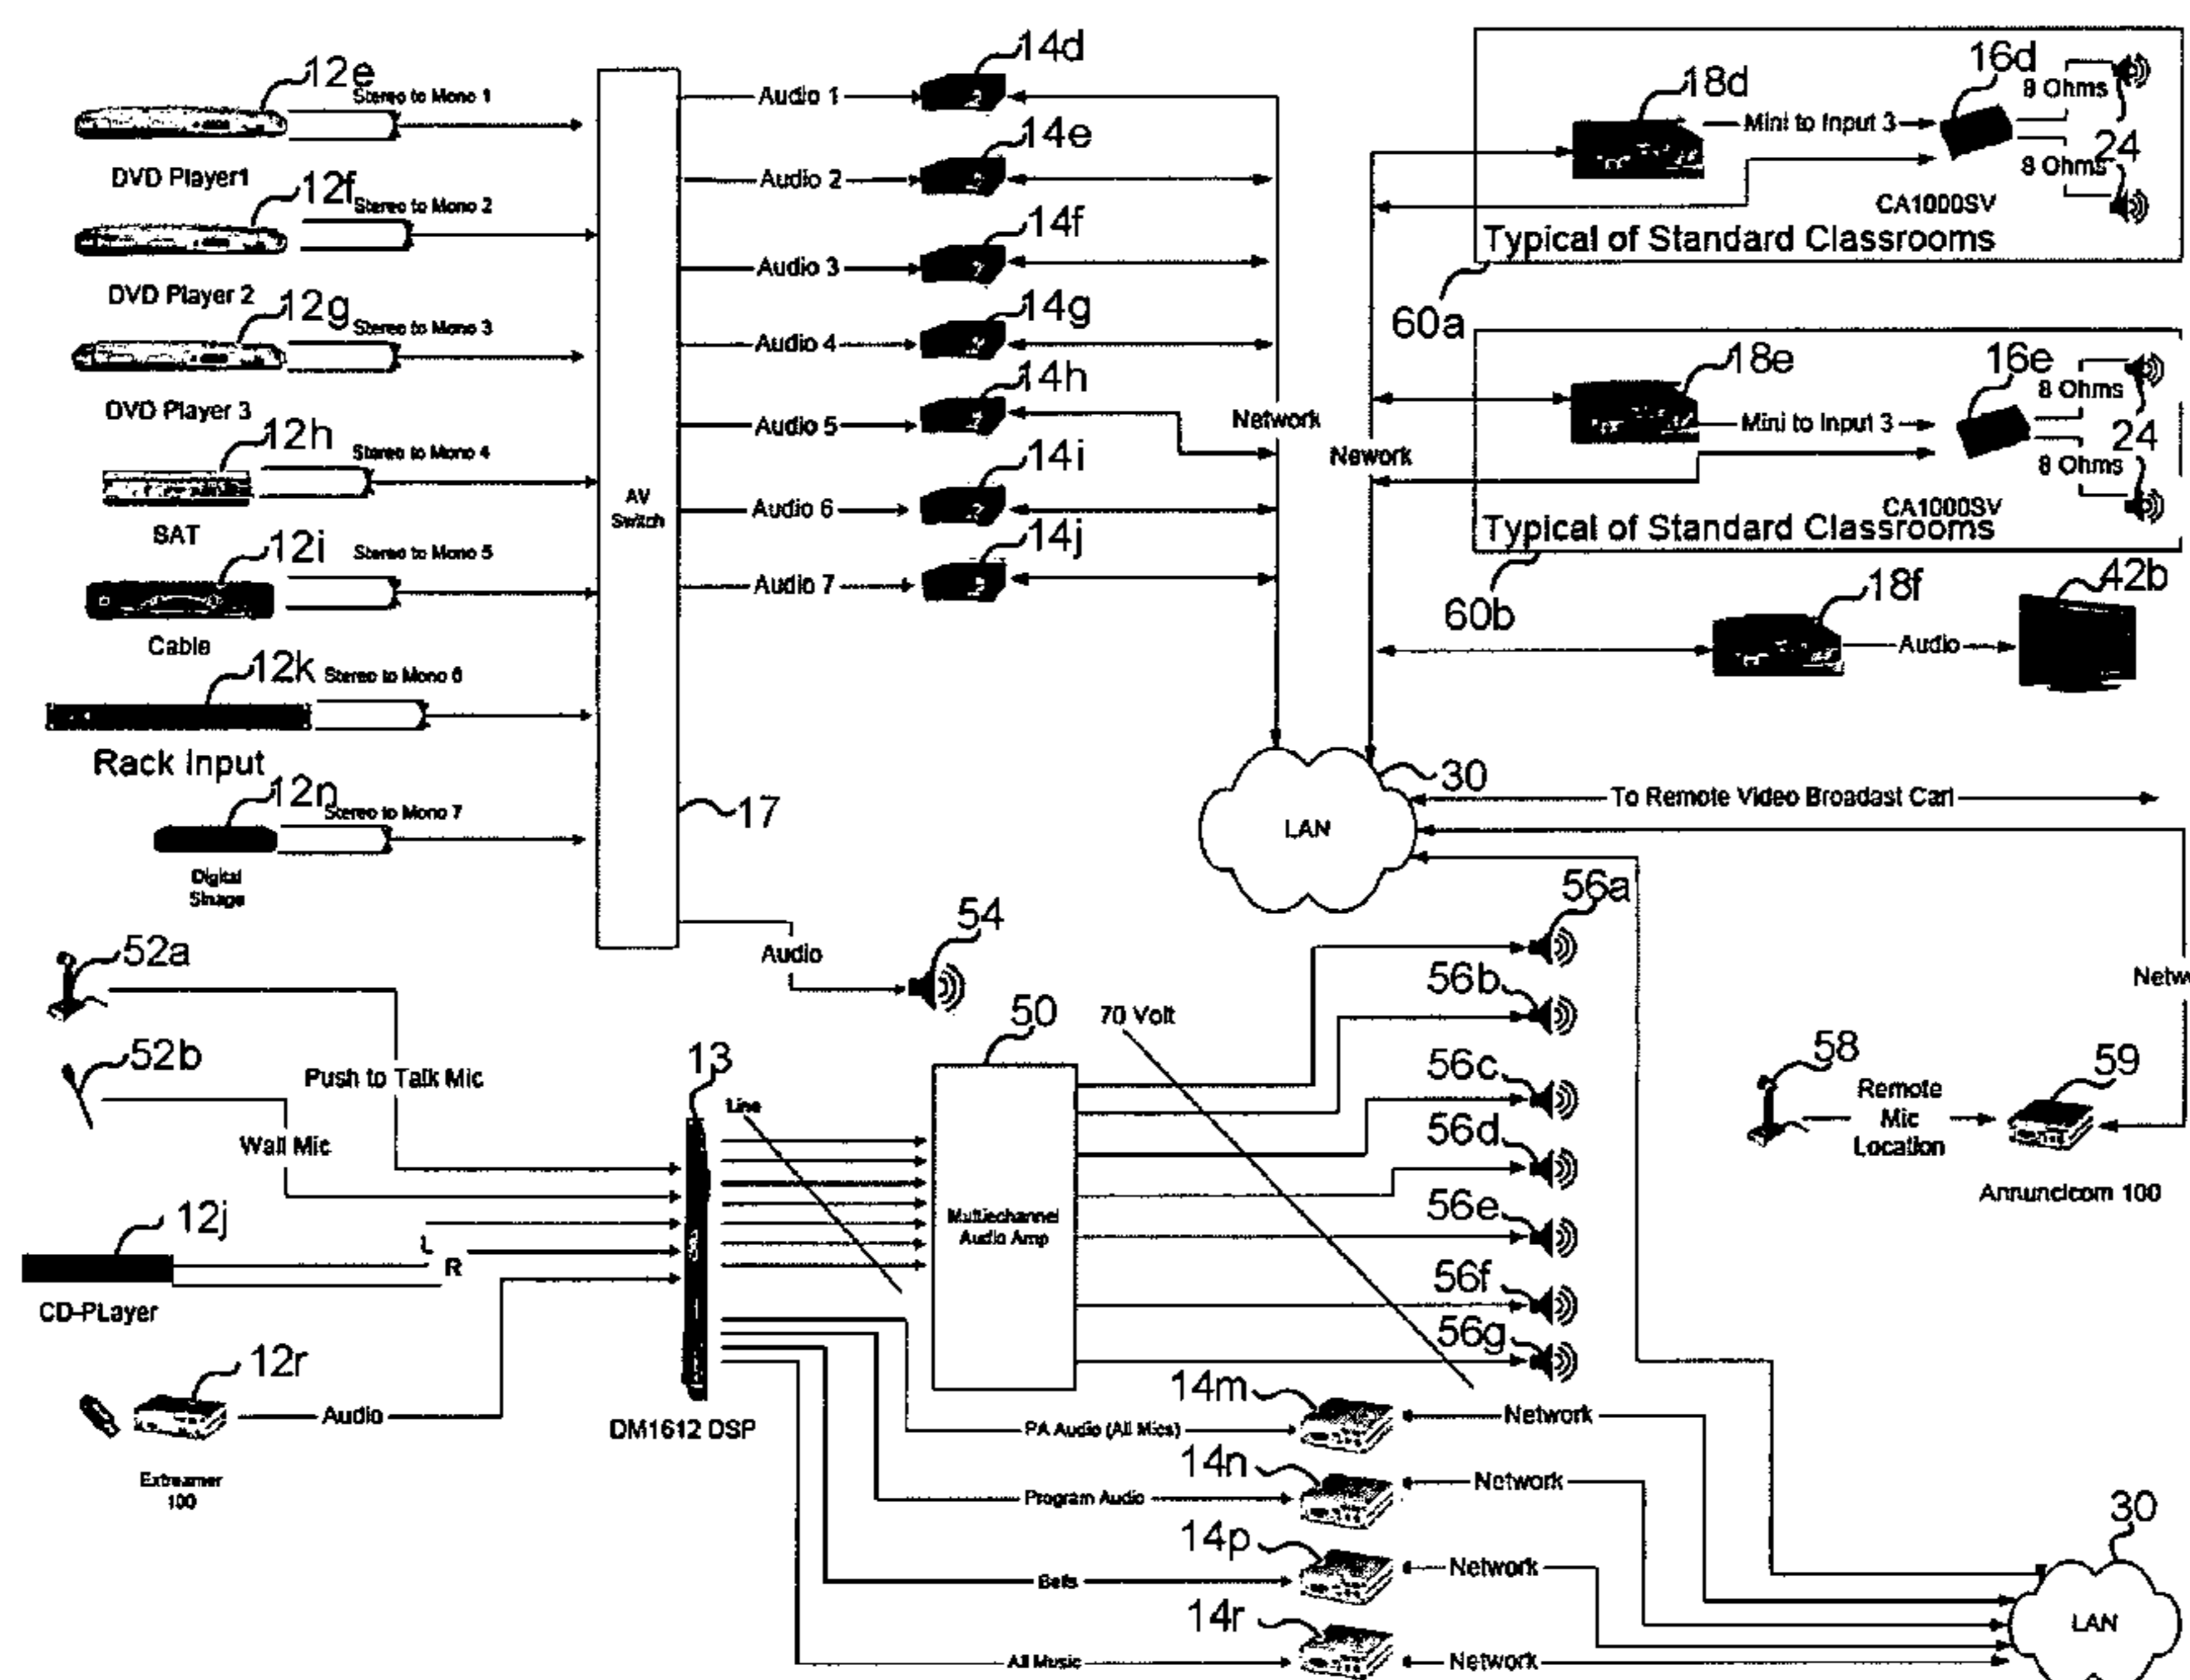 12e
Stereo to Mono 1
DVD Player1
12f
Stereo to Mono 2
DVD Player 2
12g
Stereo to Mono 3
DVD Player 3
12h
Stereo to Mono 4
SAT
12i
Stereo to Mono 5
Cable
12k
Stereo to Mono 6
Rack Input
12n
Stereo to Mono 7
Digital
Sinage
AV
Switch
17
Audio 1
14d
Audio 2
14e
Audio 3
14f
Audio 4
14g
Audio 5
14h
Audio 6
14i
Audio 7
14j
Network
Nework
18d
Mini to Input 3
16d
8 Ohms
24
8 Ohms
CA1000SV
Typical of Standard Classrooms
60a
18e
Mini to Input 3
16e
8 Ohms
24
8 Ohms
CA1000SV
Typical of Standard Classrooms
60b
18f
Audio
42b
30
LAN
To Remote Video Broadast Cart
Netw
54
Audio
52a
Push to Talk Mic
52b
Wall Mic
12j
L
R
CD-PLayer
12r
Audio
Extreamer
100
13
Line
DM1612 DSP
50
Multiechannel
Audio Amp
70 Volt
56a
56b
56c
56d
56e
56f
56g
58
Remote
Mic
Location
59
Annuncicom 100
14m
PA Audio (All Mics)
Network
14n
Program Audio
Network
14p
Bells
Network
14r
All Music
Network
30
LAN